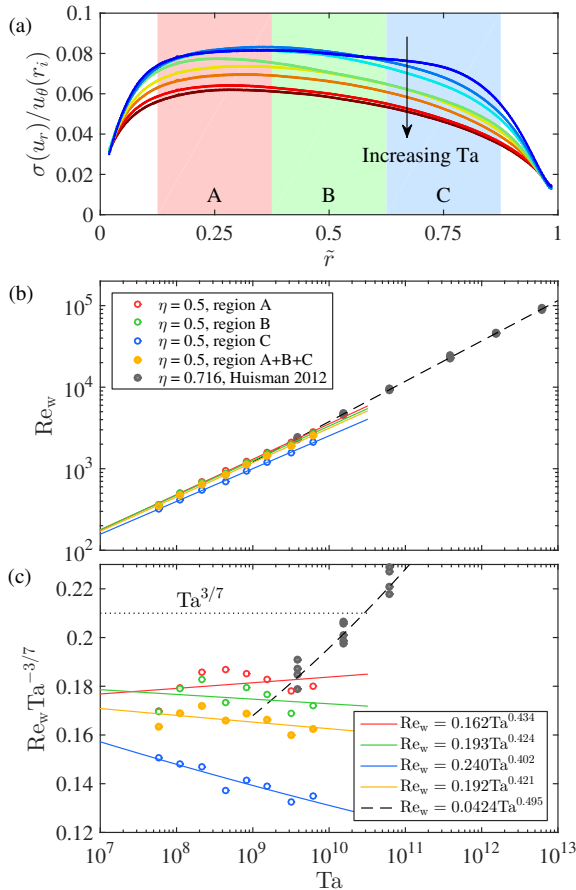 (a)
0.1
0.08
0.06
0.04
0.02
0
σ(u_r)/u_θ(r_i)
Increasing Ta
A
B
C
0
0.25
0.5
0.75
1
r̃
(b)
10^5
10^4
10^3
10^2
Re_w
η = 0.5, region A
η = 0.5, region B
η = 0.5, region C
η = 0.5, region A+B+C
η = 0.716, Huisman 2012
(c)
0.22
0.2
0.18
0.16
0.14
0.12
Re_w Ta^{-3/7}
Ta^{3/7}
Re_w = 0.162Ta^{0.434}
Re_w = 0.193Ta^{0.424}
Re_w = 0.240Ta^{0.402}
Re_w = 0.192Ta^{0.421}
Re_w = 0.0424Ta^{0.495}
10^7
10^8
10^9
10^10
10^11
10^12
10^13
Ta